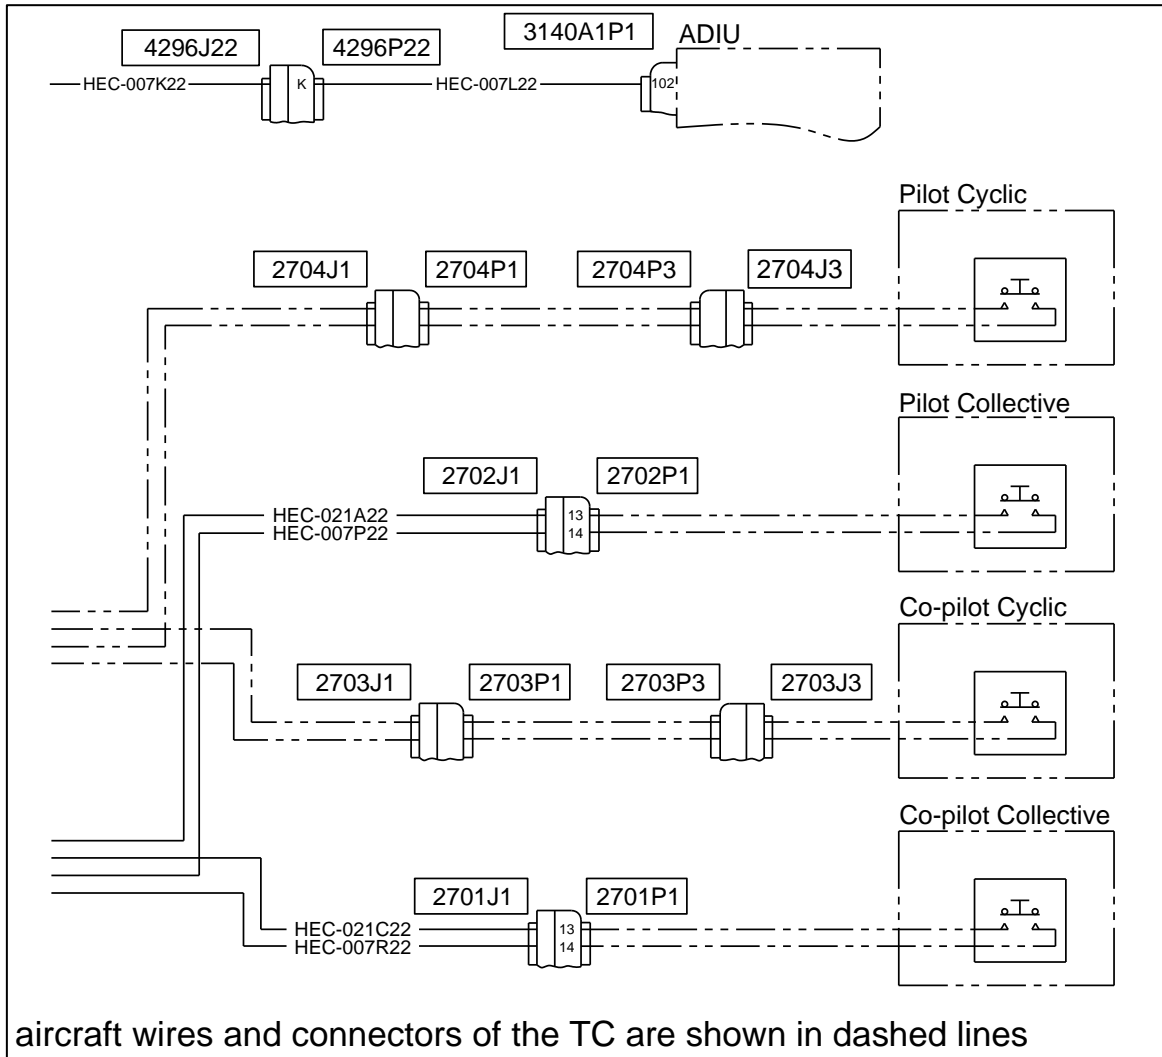 3140A1P1 ADIU
4296J22 4296P22
HEC-007K22 K HEC-007L22 102
Pilot Cyclic
2704J1 2704P1 2704P3 2704J3
Pilot Collective
2702J1 2702P1
HEC-021A22 13
HEC-007P22 14
Co-pilot Cyclic
2703J1 2703P1 2703P3 2703J3
Co-pilot Collective
2701J1 2701P1
HEC-021C22 13
HEC-007R22 14
aircraft wires and connectors of the TC are shown in dashed lines